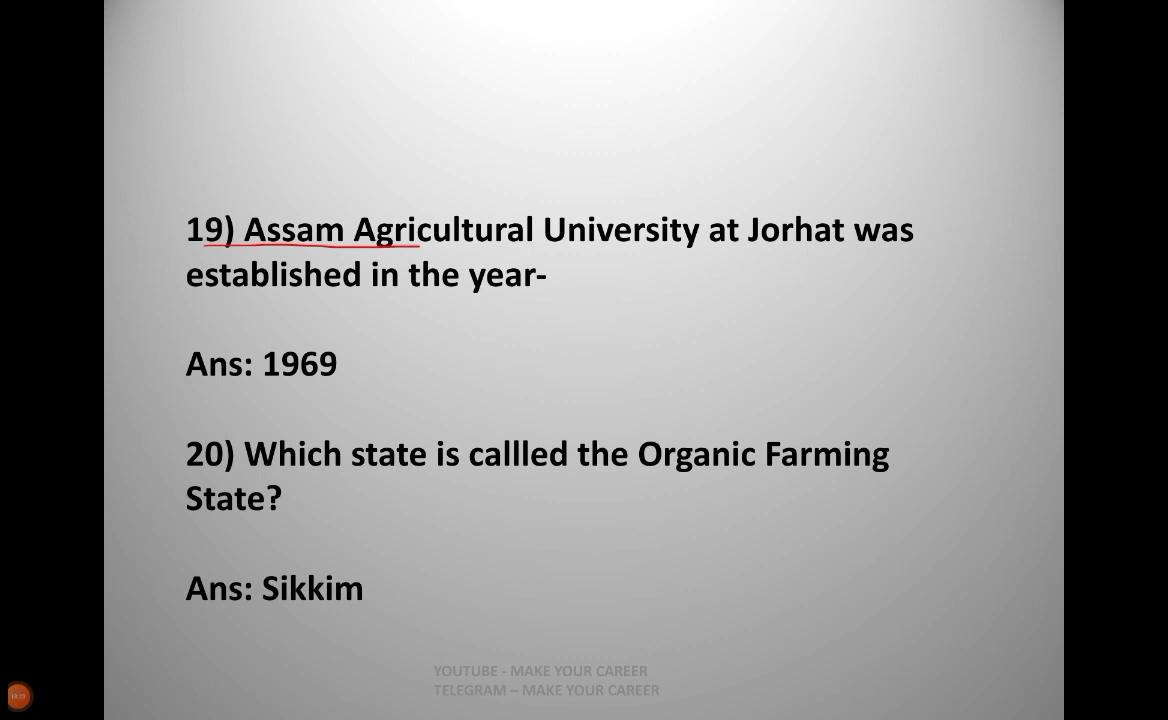 19) Assam Agricultural University at Jorhat was
established in the year-
Ans: 1969
20) Which state is callled the Organic Farming
State?
Ans: Sikkim
YOUTUBE - MAKE YOUR CAREER
TELEGRAM – MAKE YOUR CAREER